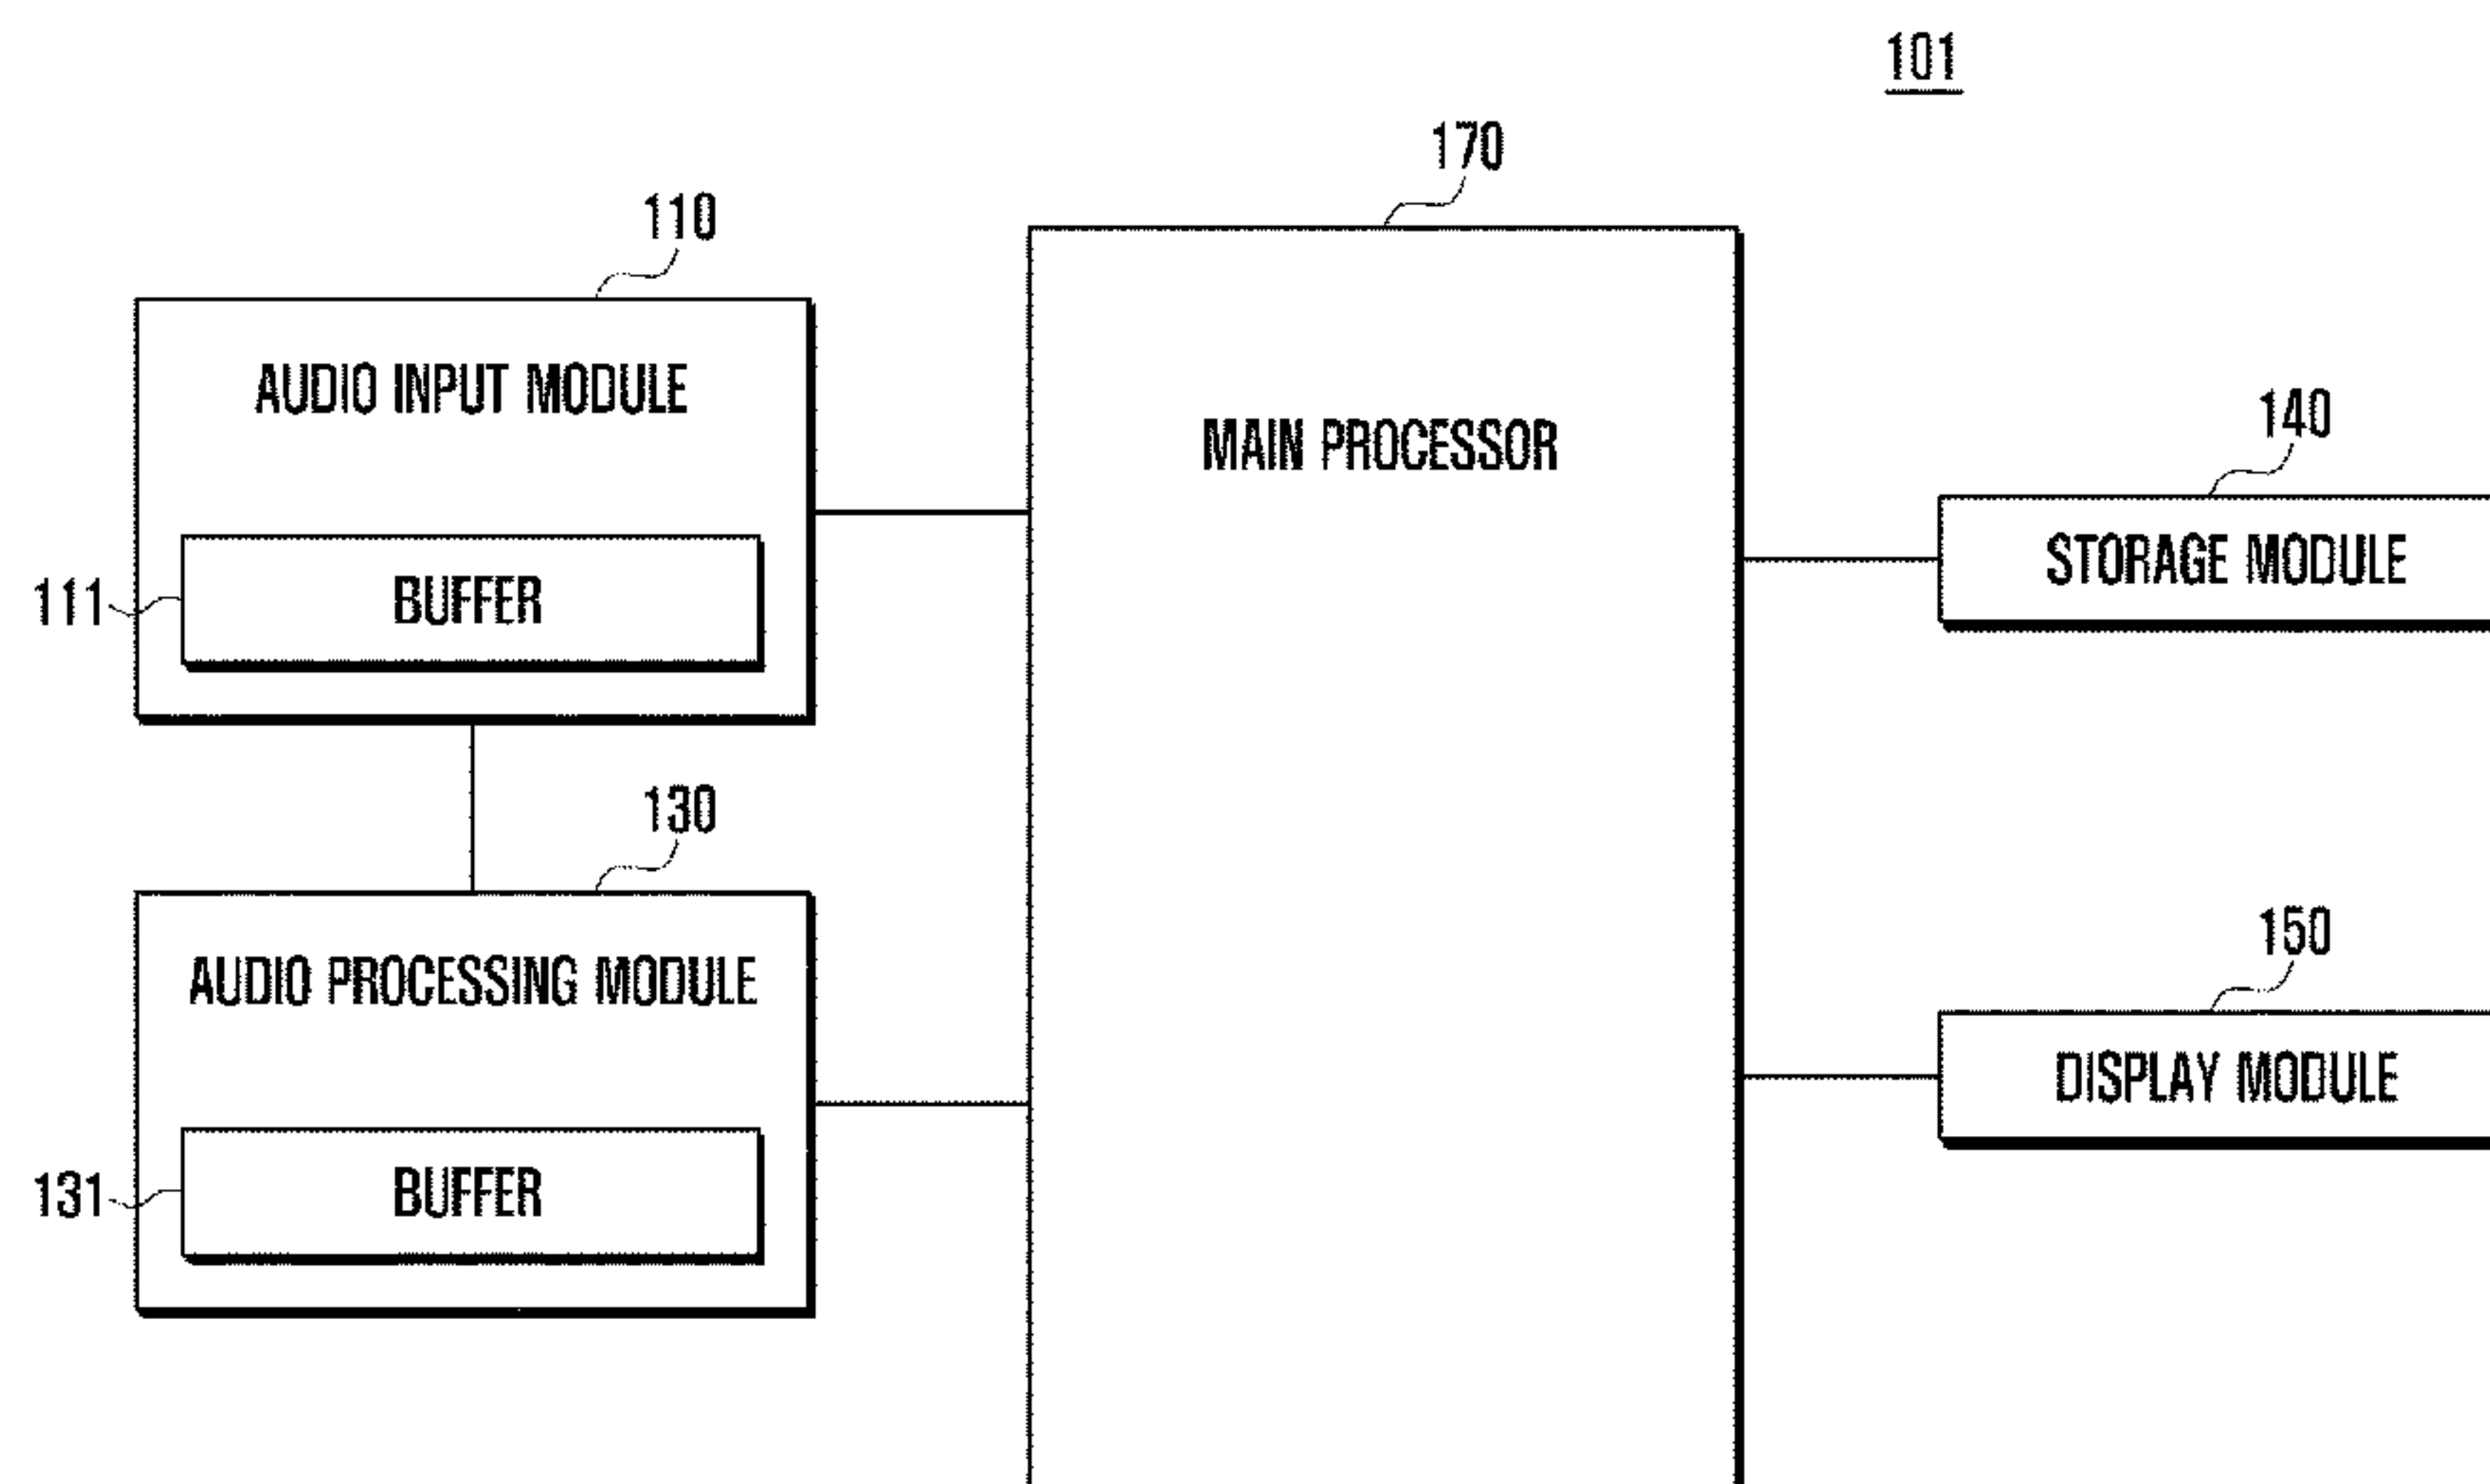 101
170
110
AUDIO INPUT MODULE
MAIN PROCESSOR
140
STORAGE MODULE
111
BUFFER
130
150
AUDIO PROCESSING MODULE
DISPLAY MODULE
131
BUFFER